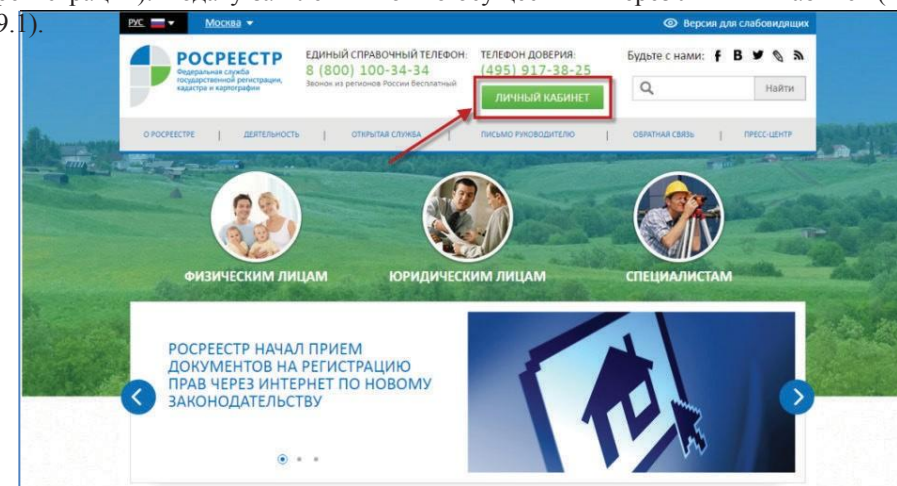 9.1).
РУС Москва Версия для слабовидящих
РОСРЕЕСТР
Федеральная служба
государственной регистрации,
кадастра и картографии
ЕДИНЫЙ СПРАВОЧНЫЙ ТЕЛЕФОН:
8 (800) 100-34-34
Звонок из регионов России бесплатный
ТЕЛЕФОН ДОВЕРИЯ:
(495) 917-38-25
ЛИЧНЫЙ КАБИНЕТ
Будьте с нами:
Найти
О РОСРЕЕСТРЕ | ДЕЯТЕЛЬНОСТЬ | ОТКРЫТАЯ СЛУЖБА | ПИСЬМО РУКОВОДИТЕЛЮ | ОБРАТНАЯ СВЯЗЬ | ПРЕСС-ЦЕНТР
ФИЗИЧЕСКИМ ЛИЦАМ ЮРИДИЧЕСКИМ ЛИЦАМ СПЕЦИАЛИСТАМ
РОСРЕЕСТР НАЧАЛ ПРИЕМ
ДОКУМЕНТОВ НА РЕГИСТРАЦИЮ
ПРАВ ЧЕРЕЗ ИНТЕРНЕТ ПО НОВОМУ
ЗАКОНОДАТЕЛЬСТВУ